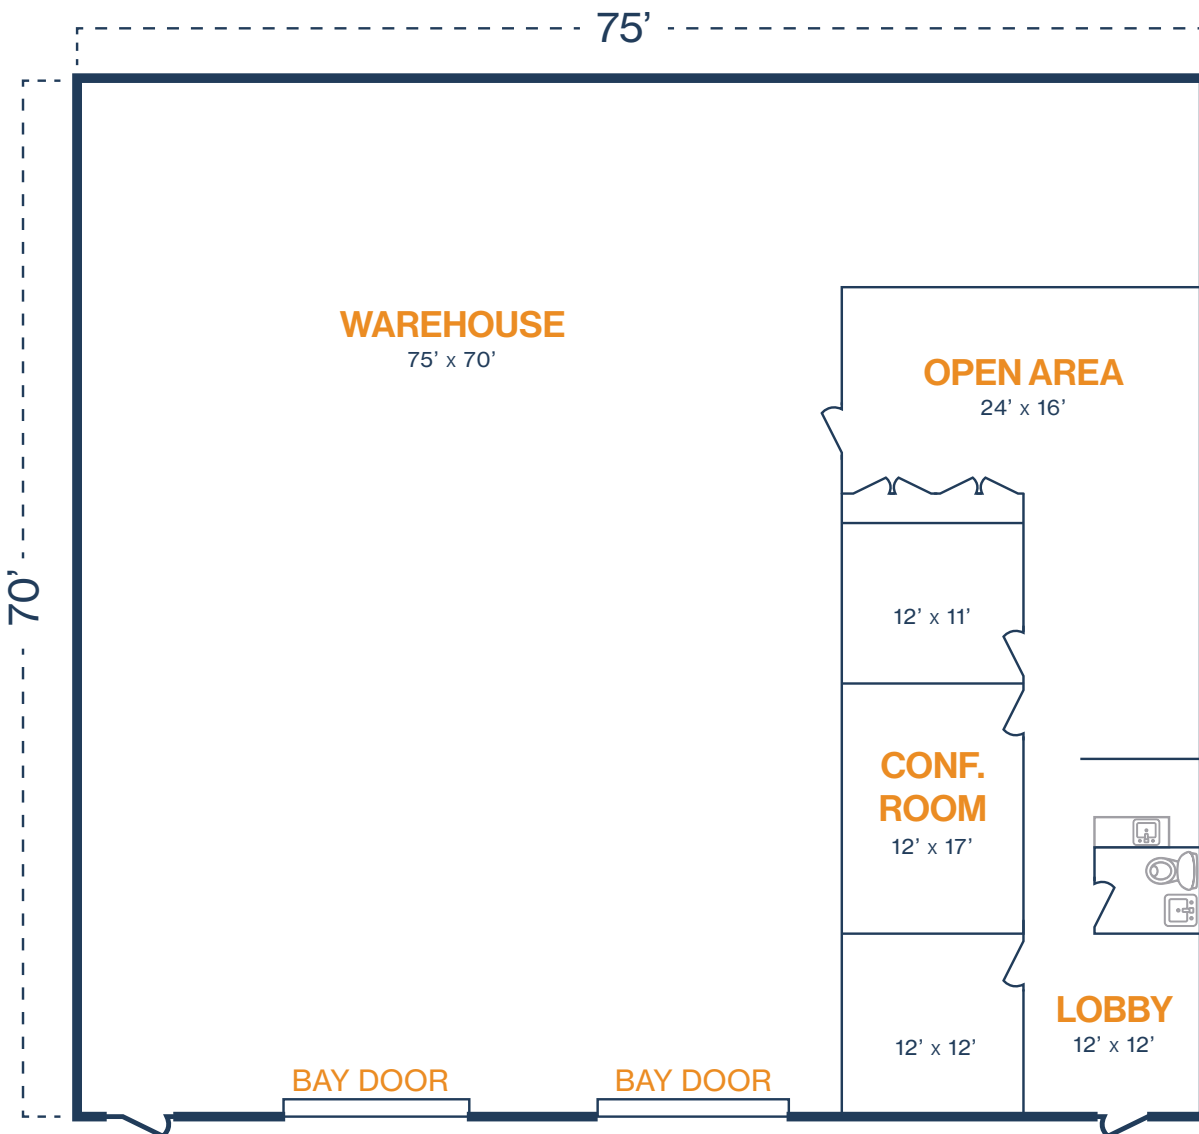 75’
70’
WAREHOUSE
75’ x 70’
OPEN AREA
24’ x 16’
12’ x 11’
CONF.
ROOM
12’ x 17’
LOBBY
12’ x 12’
12’ x 12’
BAY DOOR
BAY DOOR